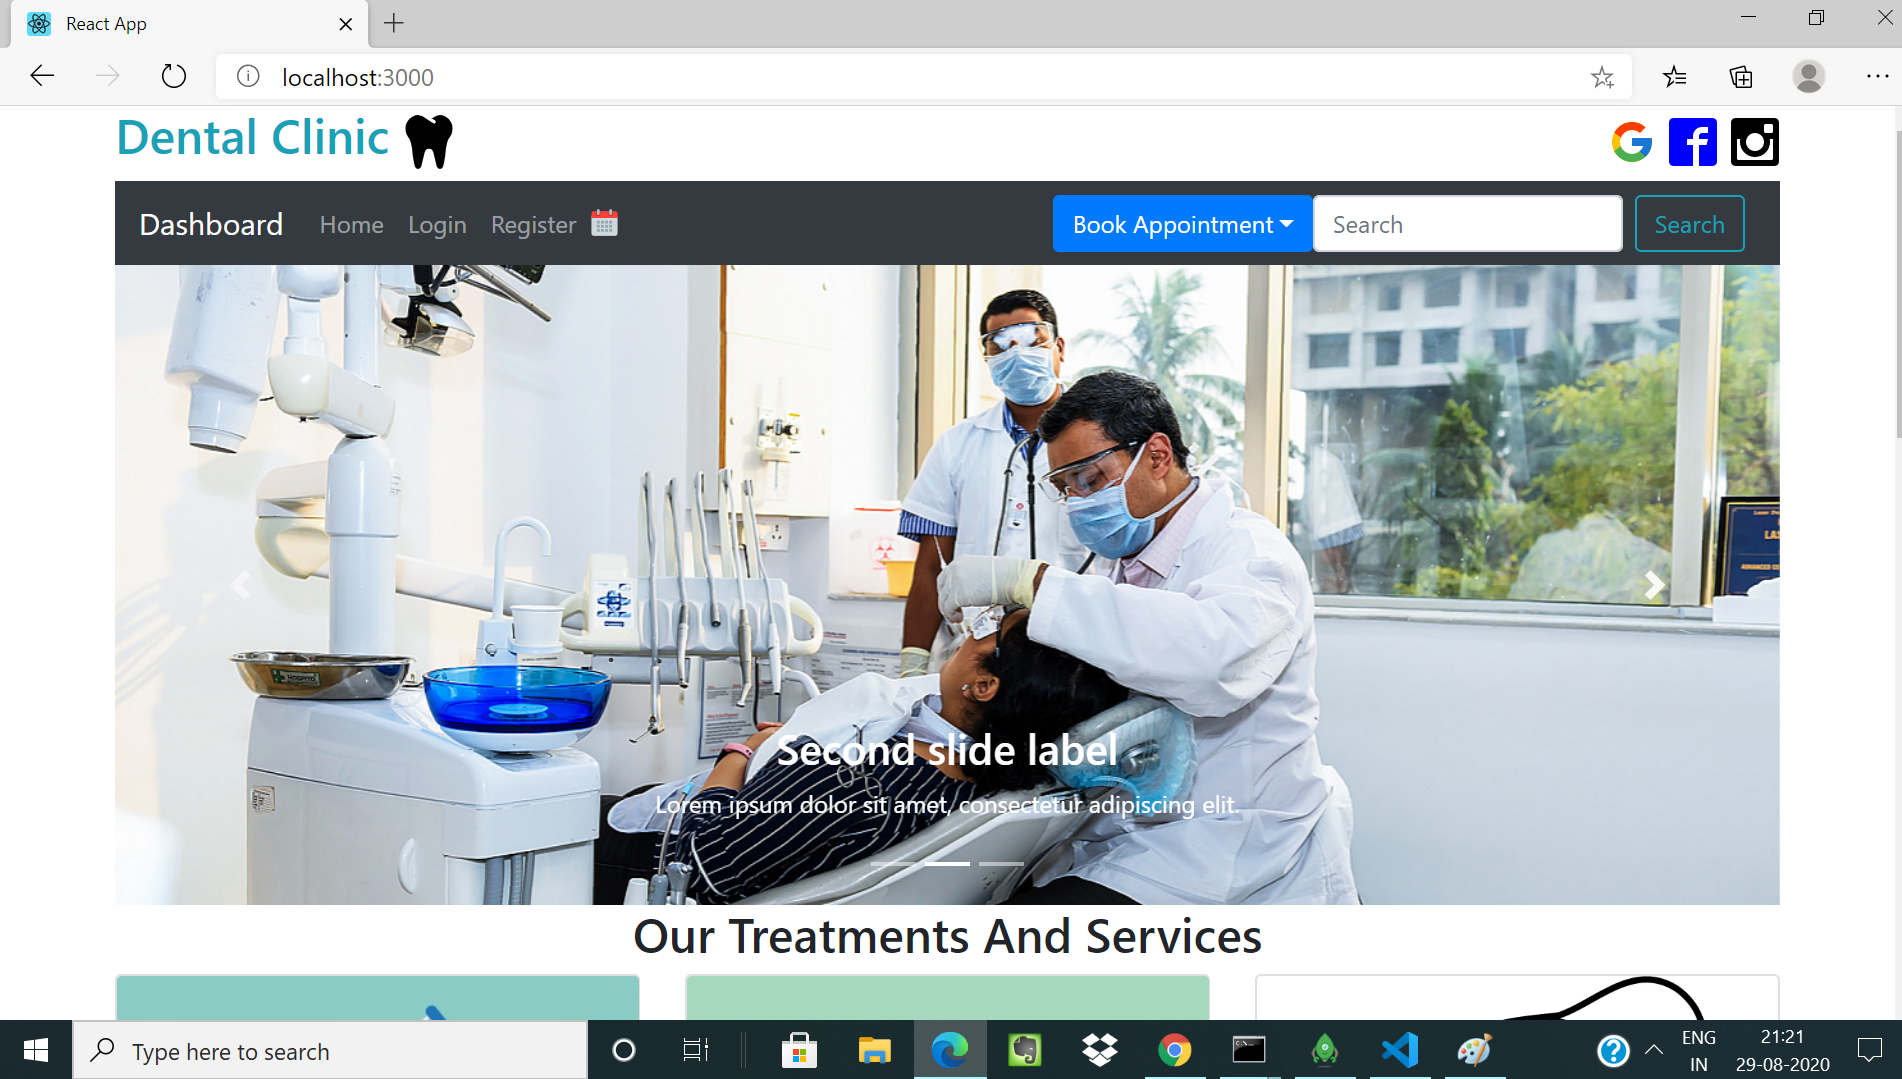 React App
localhost:3000
Dental Clinic
Dashboard Home Login Register Book Appointment Search Search
LAS
HOSPITO
Second slide label
Lorem ipsum dolor sit amet, consectetur adipiscing elit.
Our Treatments And Services
Type here to search
ENG
IN
21:21
29-08-2020